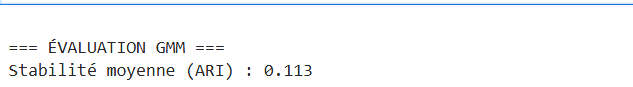 === ÉVALUATION GMM ===
Stabilité moyenne (ARI) : 0.113